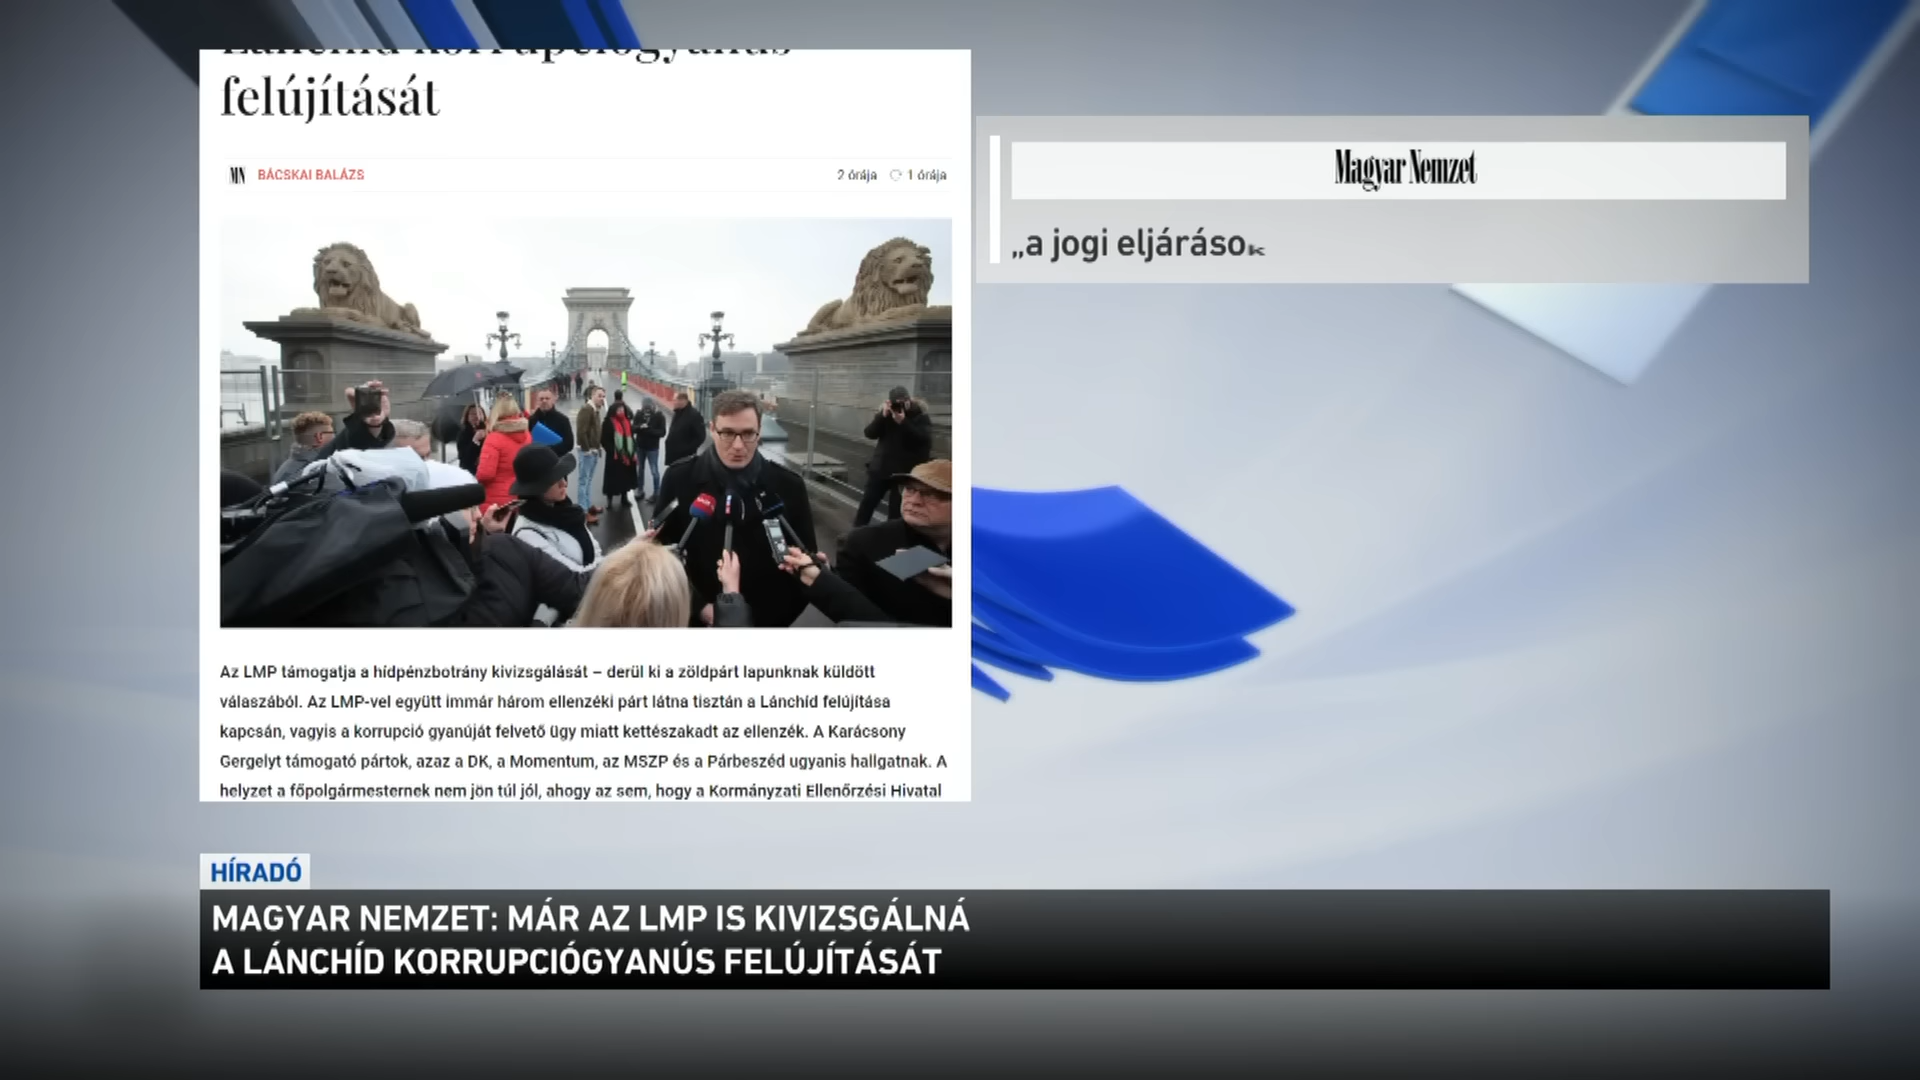 Lánchíd korrupciógyanús
felújítását
MN BÁCSKAI BALÁZS 2 órája 1 órája
Magyar Nemzet
„a jogi eljárások
Az LMP támogatja a hídpénzbotrány kivizsgálását – derül ki a zöldpárt lapunknak küldött
válaszából. Az LMP-vel együtt immár három ellenzéki párt látna tisztán a Lánchíd felújítása
kapcsán, vagyis a korrupció gyanúját felvető ügy miatt kettészakadt az ellenzék. A Karácsony
Gergelyt támogató pártok, azaz a DK, a Momentum, az MSZP és a Párbeszéd ugyanis hallgatnak. A
helyzet a főpolgármesternek nem jön túl jól, ahogy az sem, hogy a Kormányzati Ellenőrzési Hivatal
HÍRADÓ
MAGYAR NEMZET: MÁR AZ LMP IS KIVIZSGÁLNÁ
A LÁNCHÍD KORRUPCIÓGYANÚS FELÚJÍTÁSÁT